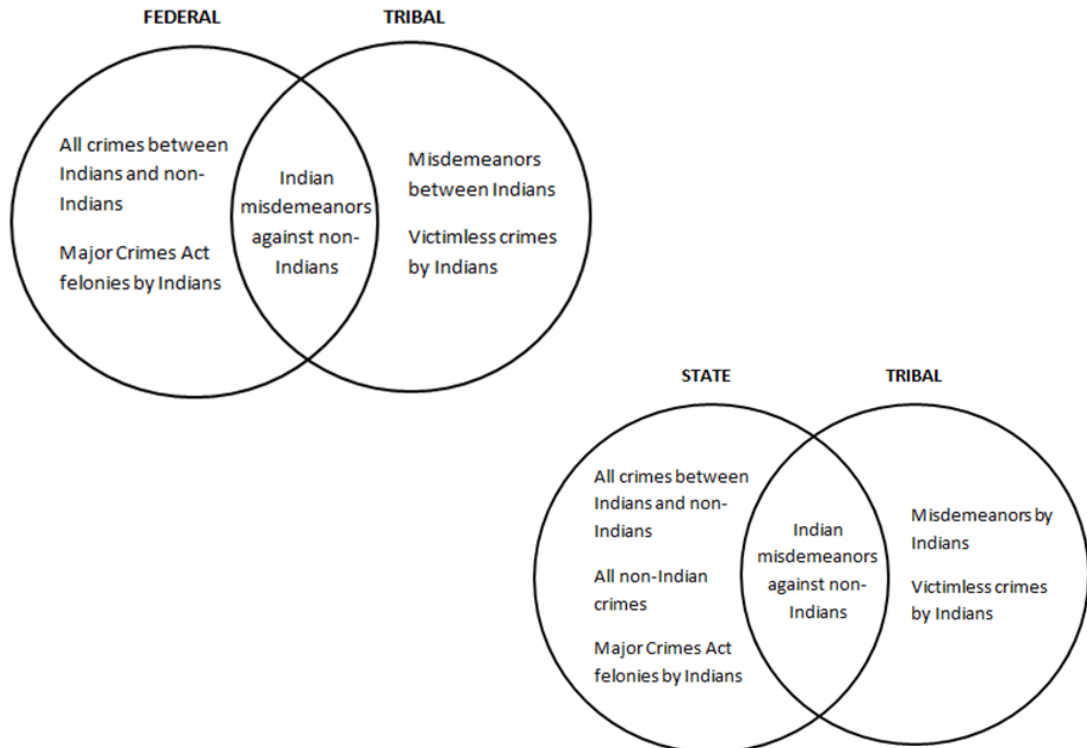 FEDERAL
TRIBAL
All crimes between
Indians and non-
Indians
Major Crimes Act
felonies by Indians
Indian
misdemeanors
against non-
Indians
Misdemeanors
between Indians
Victimless crimes
by Indians
STATE
TRIBAL
All crimes between
Indians and non-
Indians
All non-Indian
crimes
Major Crimes Act
felonies by Indians
Indian
misdemeanors
against non-
Indians
Misdemeanors by
Indians
Victimless crimes
by Indians